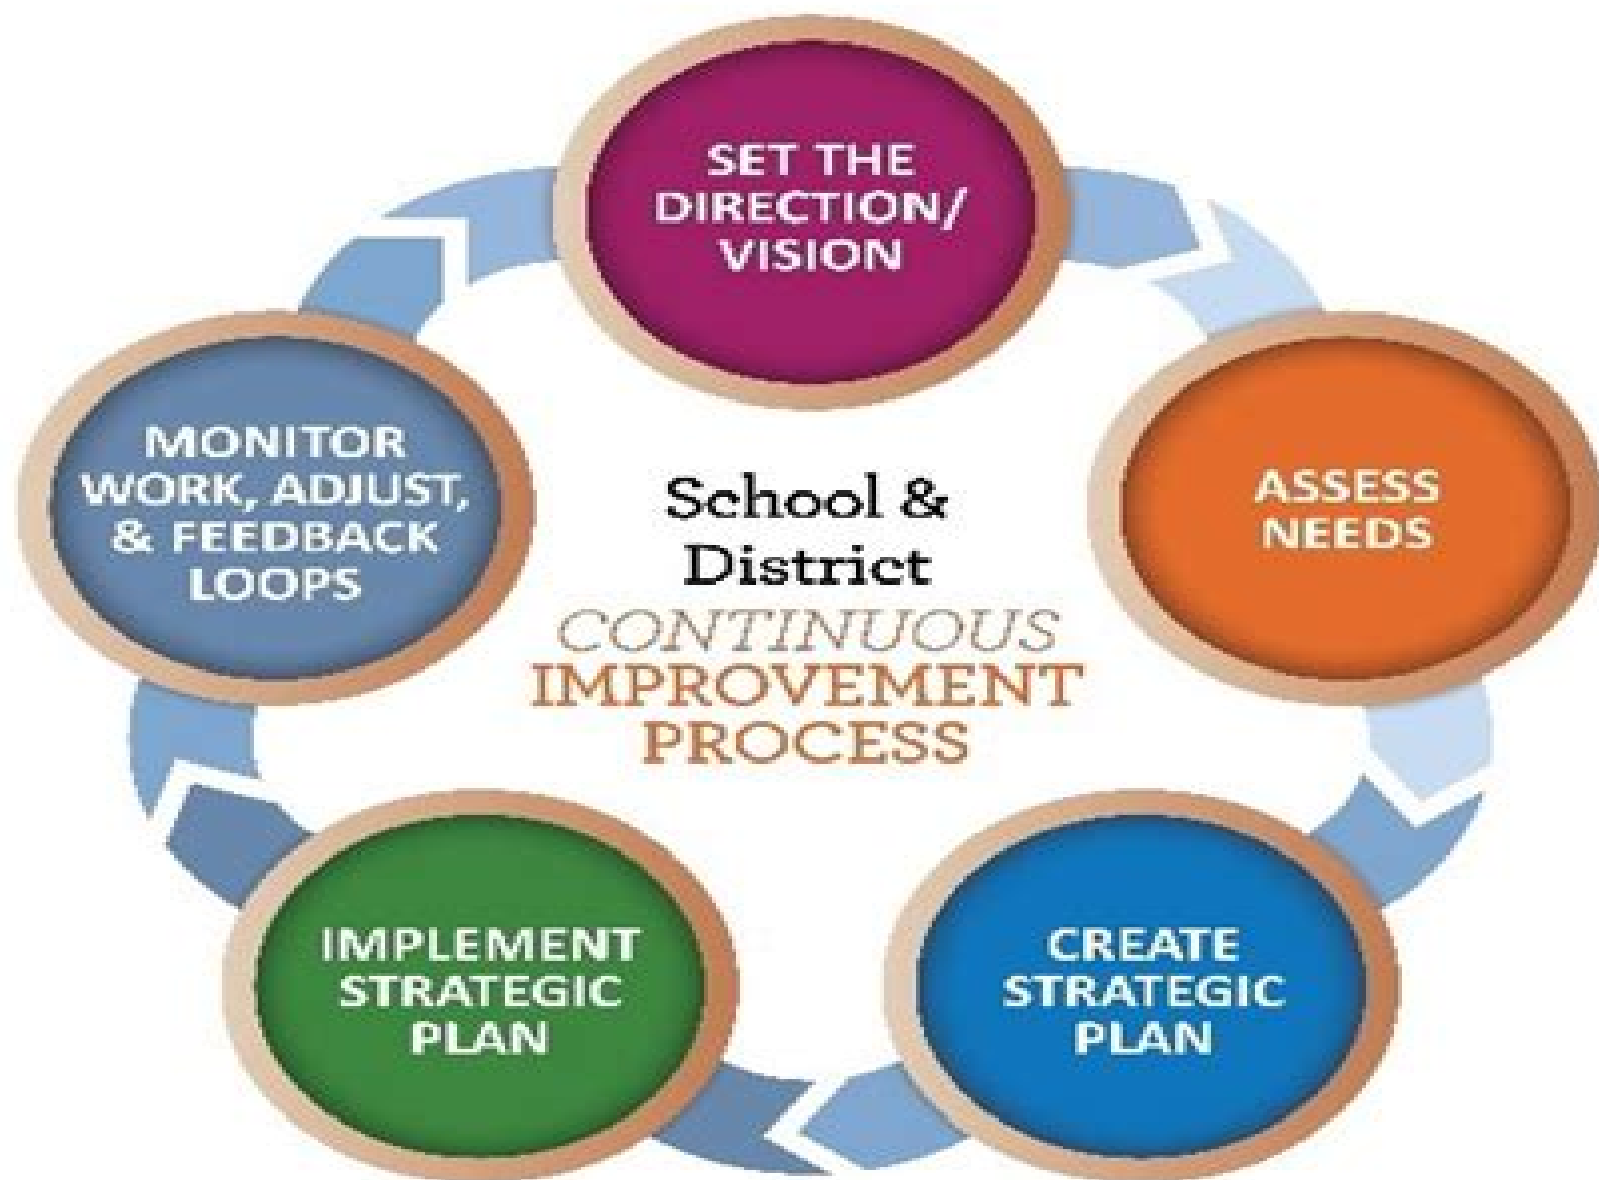 SET THE
DIRECTION/
VISION
ASSESS
NEEDS
CREATE
STRATEGIC
PLAN
IMPLEMENT
STRATEGIC
PLAN
MONITOR
WORK, ADJUST,
& FEEDBACK
LOOPS
School &
District
CONTINUOUS
IMPROVEMENT
PROCESS